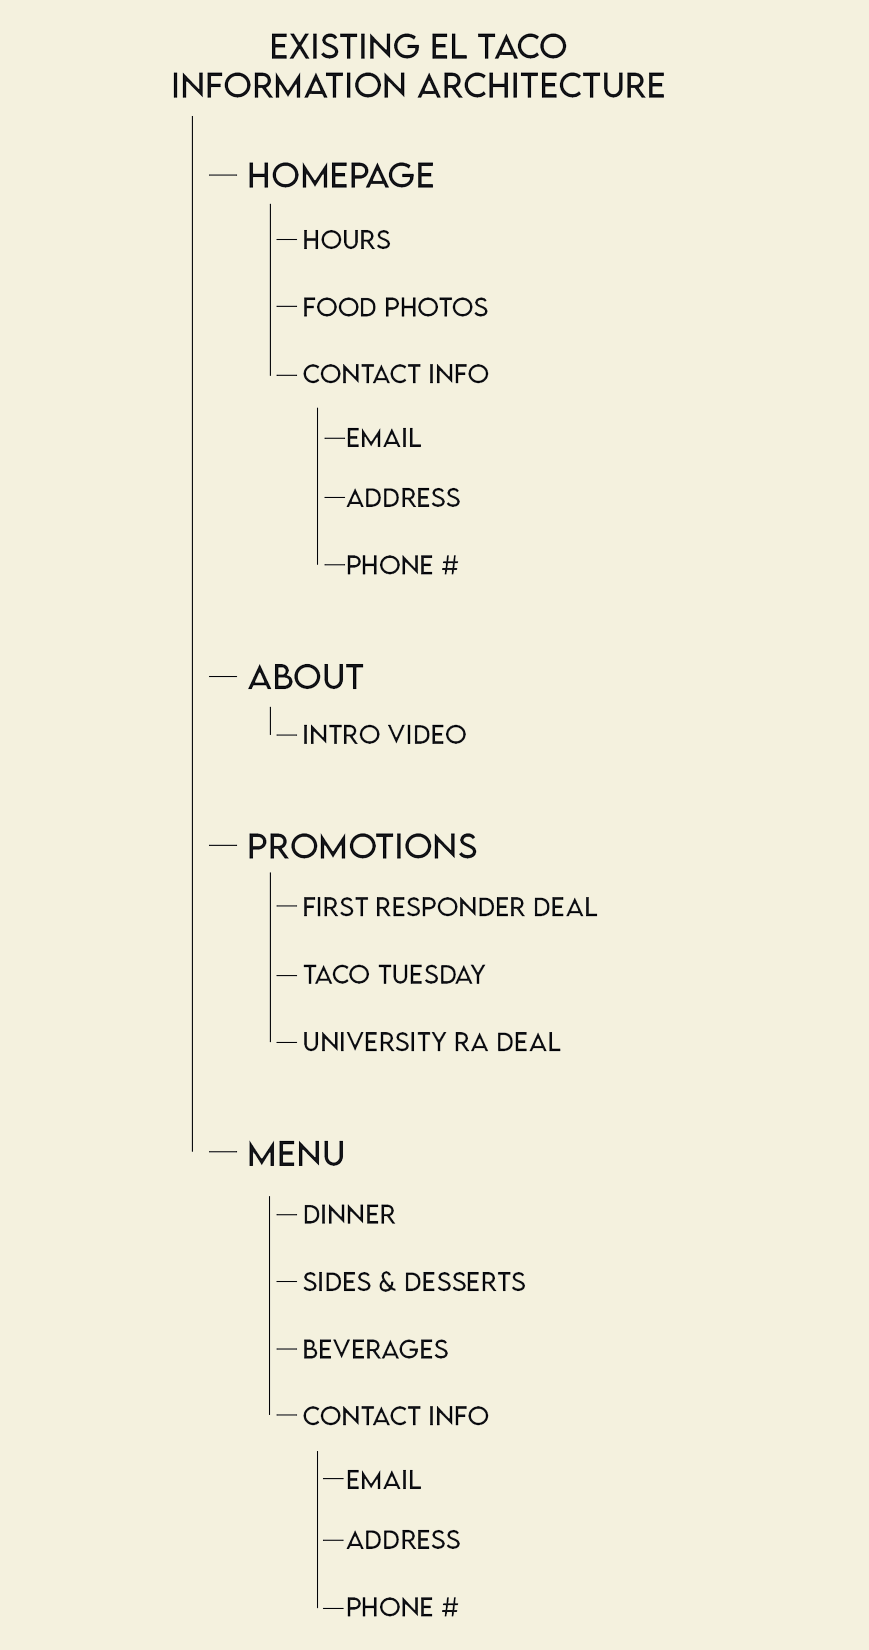 EXISTING EL TACO
INFORMATION ARCHITECTURE
HOMEPAGE
HOURS
FOOD PHOTOS
CONTACT INFO
EMAIL
ADDRESS
PHONE #
ABOUT
INTRO VIDEO
PROMOTIONS
FIRST RESPONDER DEAL
TACO TUESDAY
UNIVERSITY RA DEAL
MENU
DINNER
SIDES & DESSERTS
BEVERAGES
CONTACT INFO
EMAIL
ADDRESS
PHONE #